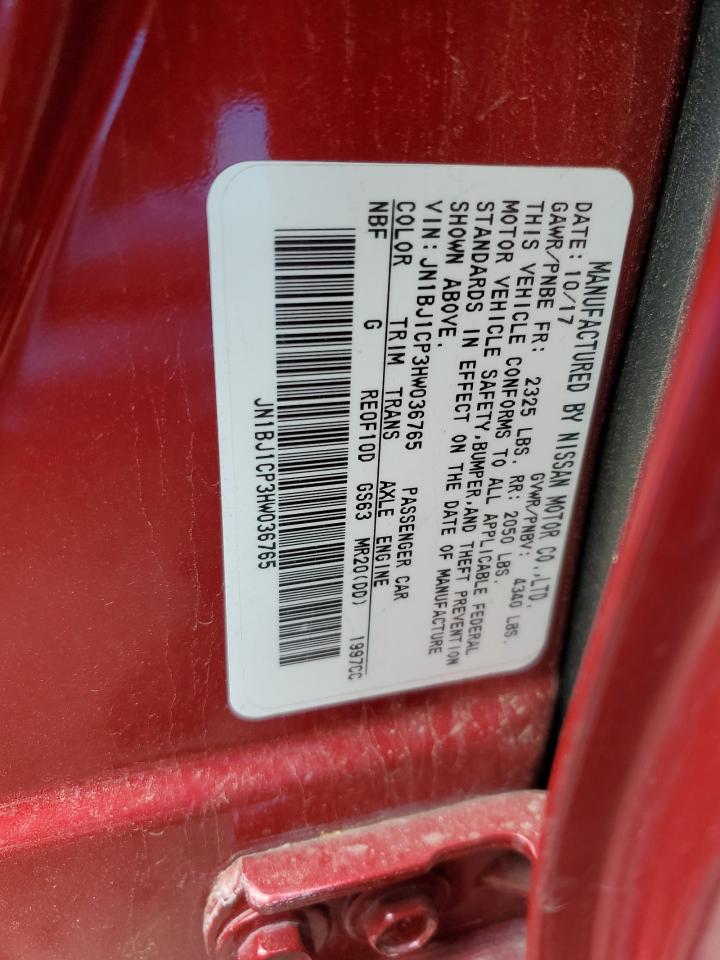 MANUFACTURED BY NISSAN MOTOR CO.,LTD.
DATE: 10/17 GVWR/PNBV: 4340 LBS.
GAWR/PNBE FR: 2325 LBS. RR: 2050 LBS.
THIS VEHICLE CONFORMS TO ALL APPLICABLE FEDERAL
MOTOR VEHICLE SAFETY,BUMPER,AND THEFT PREVENTION
STANDARDS IN EFFECT ON THE DATE OF MANUFACTURE
SHOWN ABOVE.
VIN: JN1BJ1CP3HW036765 PASSENGER CAR
COLOR TRIM TRANS AXLE ENGINE
NBF G RE0F10D GS63 MR20(DD) 1997CC
JN1BJ1CP3HW036765